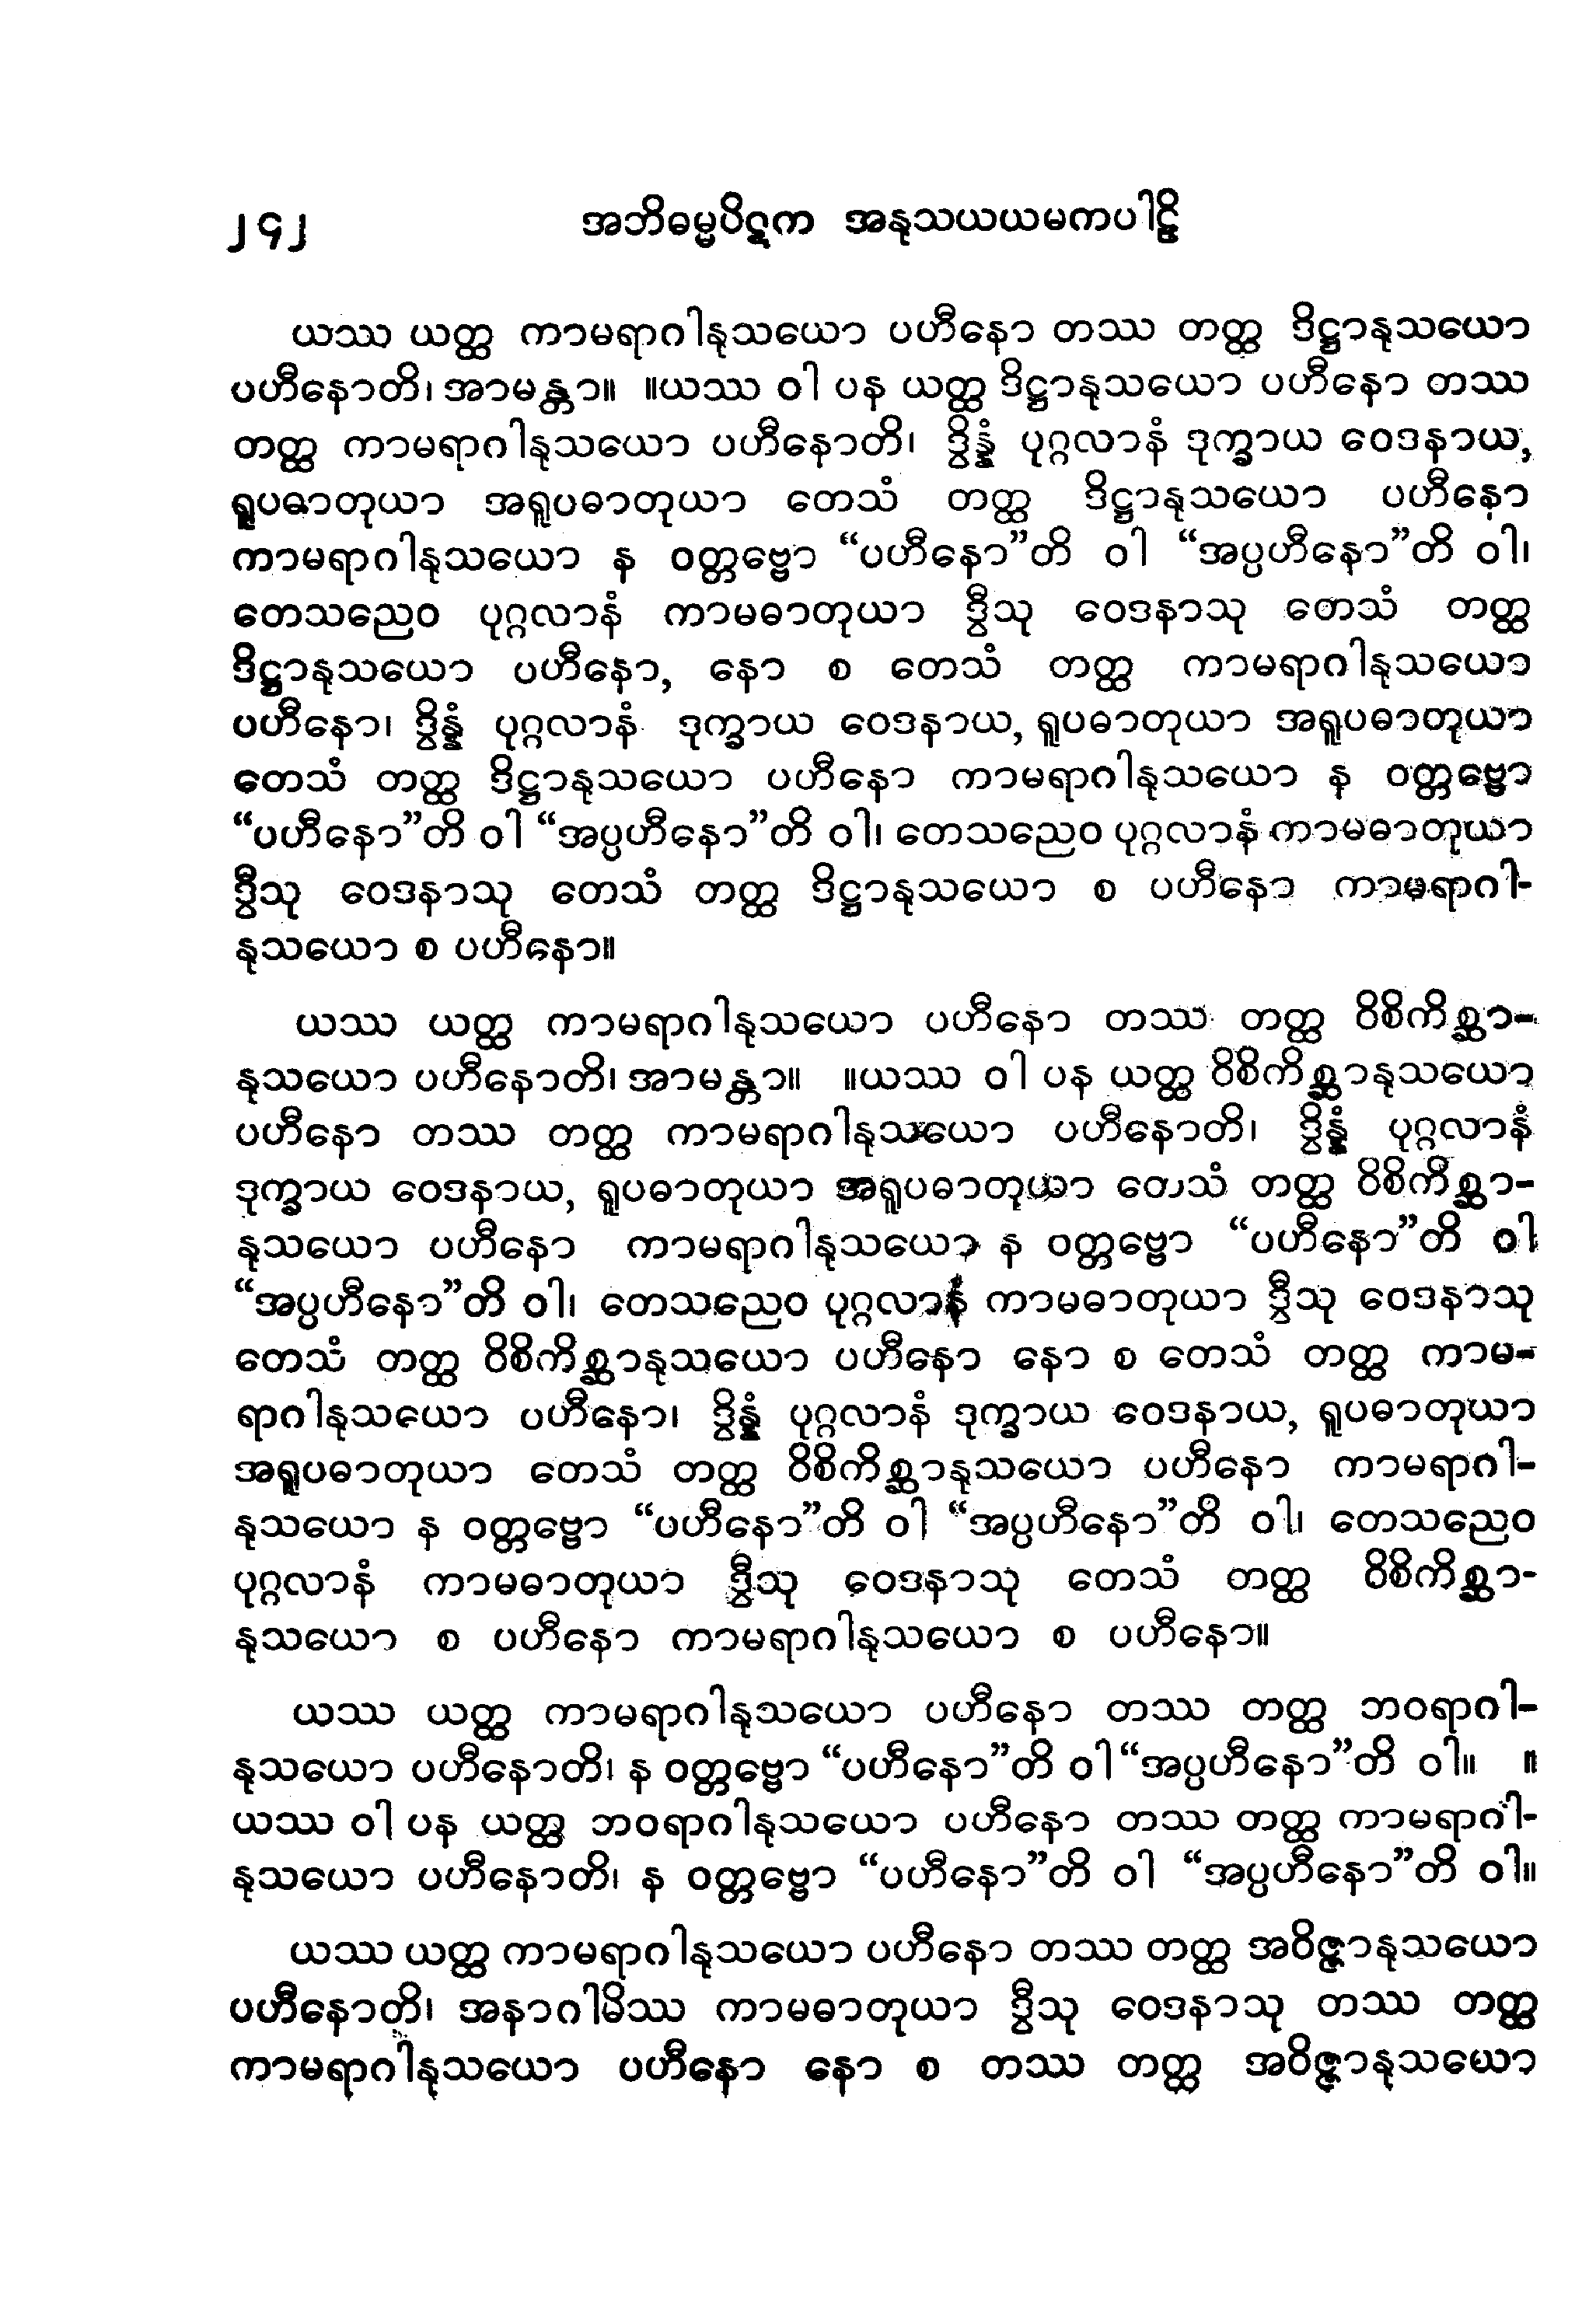 ၂၄၂ အဘိဓမ္မပိဋက အနုသယယမကပါဠိ
ယဿ ယတ္ထ ကာမရာဂါနုသယော ပဟီနော တဿ တတ္ထ ဒိဋ္ဌာနုသယော
ပဟီနောတိ၊ အာမန္တာ။ ။ယဿ ဝါ ပန ယတ္ထ ဒိဋ္ဌာနုသယော ပဟီနော တဿ
တတ္ထ ကာမရာဂါနုသယော ပဟီနောတိ၊ ဒွိန္နံ ပုဂ္ဂလာနံ ဒုက္ခာယ ဝေဒနာယ,
ရူပဓာတုယာ အရူပဓာတုယာ တေသံ တတ္ထ ဒိဋ္ဌာနုသယော ပဟီနော
ကာမရာဂါနုသယော န ဝတ္တဗ္ဗော “ပဟီနော”တိ ဝါ “အပ္ပဟီနော”တိ ဝါ၊
တေသညေဝ ပုဂ္ဂလာနံ ကာမဓာတုယာ ဒွီသု ဝေဒနာသု တေသံ တတ္ထ
ဒိဋ္ဌာနုသယော ပဟီနော, နော စ တေသံ တတ္ထ ကာမရာဂါနုသယော
ပဟီနော၊ ဒွိန္နံ ပုဂ္ဂလာနံ ဒုက္ခာယ ဝေဒနာယ, ရူပဓာတုယာ အရူပဓာတုယာ
တေသံ တတ္ထ ဒိဋ္ဌာနုသယော ပဟီနော ကာမရာဂါနုသယော န ဝတ္တဗ္ဗော
“ပဟီနော”တိ ဝါ “အပ္ပဟီနော”တိ ဝါ၊ တေသညေဝ ပုဂ္ဂလာနံ ကာမဓာတုယာ
ဒွီသု ဝေဒနာသု တေသံ တတ္ထ ဒိဋ္ဌာနုသယော စ ပဟီနော ကာမရာဂါ-
နုသယော စ ပဟီနော။
ယဿ ယတ္ထ ကာမရာဂါနုသယော ပဟီနော တဿ တတ္ထ ဝိစိကိစ္ဆာ-
နုသယော ပဟီနောတိ၊ အာမန္တာ။ ။ယဿ ဝါ ပန ယတ္ထ ဝိစိကိစ္ဆာနုသယော
ပဟီနော တဿ တတ္ထ ကာမရာဂါနုသယော ပဟီနောတိ၊ ဒွိန္နံ ပုဂ္ဂလာနံ
ဒုက္ခာယ ဝေဒနာယ, ရူပဓာတုယာ အရူပဓာတုယာ တေသံ တတ္ထ ဝိစိကိစ္ဆာ-
နုသယော ပဟီနော ကာမရာဂါနုသယော န ဝတ္တဗ္ဗော “ပဟီနော”တိ ဝါ
“အပ္ပဟီနော”တိ ဝါ၊ တေသညေဝ ပုဂ္ဂလာနံ ကာမဓာတုယာ ဒွီသု ဝေဒနာသု
တေသံ တတ္ထ ဝိစိကိစ္ဆာနုသယော ပဟီနော နော စ တေသံ တတ္ထ ကာမ-
ရာဂါနုသယော ပဟီနော၊ ဒွိန္နံ ပုဂ္ဂလာနံ ဒုက္ခာယ ဝေဒနာယ, ရူပဓာတုယာ
အရူပဓာတုယာ တေသံ တတ္ထ ဝိစိကိစ္ဆာနုသယော ပဟီနော ကာမရာဂါ-
နုသယော န ဝတ္တဗ္ဗော “ပဟီနော”တိ ဝါ “အပ္ပဟီနော”တိ ဝါ၊ တေသညေဝ
ပုဂ္ဂလာနံ ကာမဓာတုယာ ဒွီသု ဝေဒနာသု တေသံ တတ္ထ ဝိစိကိစ္ဆာ-
နုသယော စ ပဟီနော ကာမရာဂါနုသယော စ ပဟီနော။
ယဿ ယတ္ထ ကာမရာဂါနုသယော ပဟီနော တဿ တတ္ထ ဘဝရာဂါ-
နုသယော ပဟီနောတိ၊ န ဝတ္တဗ္ဗော “ပဟီနော”တိ ဝါ “အပ္ပဟီနော”တိ ဝါ။ ။
ယဿ ဝါ ပန ယတ္ထ ဘဝရာဂါနုသယော ပဟီနော တဿ တတ္ထ ကာမရာဂါ-
နုသယော ပဟီနောတိ၊ န ဝတ္တဗ္ဗော “ပဟီနော”တိ ဝါ “အပ္ပဟီနော”တိ ဝါ။
ယဿ ယတ္ထ ကာမရာဂါနုသယော ပဟီနော တဿ တတ္ထ အဝိဇ္ဇာနုသယော
ပဟီနောတိ၊ အနာဂါမိဿ ကာမဓာတုယာ ဒွီသု ဝေဒနာသု တဿ တတ္ထ
ကာမရာဂါနုသယော ပဟီနော နော စ တဿ တတ္ထ အဝိဇ္ဇာနုသယော